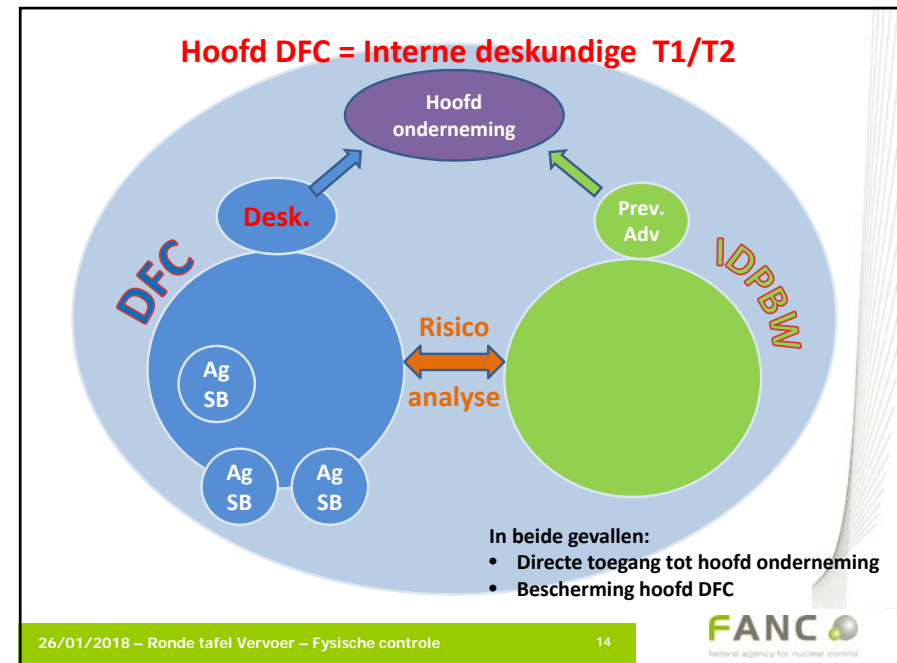 Hoofd DFC = Interne deskundige T1/T2
Hoofd
onderneming
Desk.
Prev.
Adv
DFC
IDPBW
Risico
analyse
Ag
SB
Ag
SB
Ag
SB
In beide gevallen:
• Directe toegang tot hoofd onderneming
• Bescherming hoofd DFC
26/01/2018 – Ronde tafel Vervoer – Fysische controle 14
FANC
federal agency for nuclear control